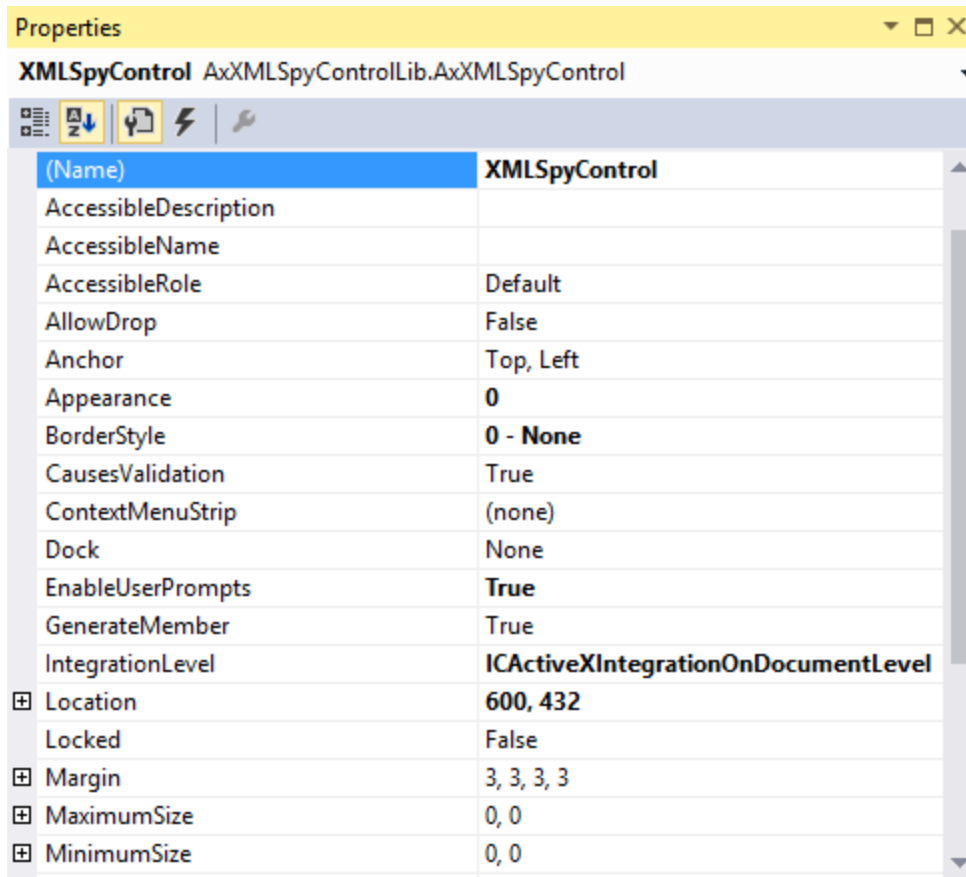 Properties
XMLSpyControl AxXMLSpyControlLib.AxXMLSpyControl
(Name) XMLSpyControl
AccessibleDescription
AccessibleName
AccessibleRole Default
AllowDrop False
Anchor Top, Left
Appearance 0
BorderStyle 0 - None
CausesValidation True
ContextMenuStrip (none)
Dock None
EnableUserPrompts True
GenerateMember True
IntegrationLevel ICActiveXIntegrationOnDocumentLevel
Location 600, 432
Locked False
Margin 3, 3, 3, 3
MaximumSize 0, 0
MinimumSize 0, 0